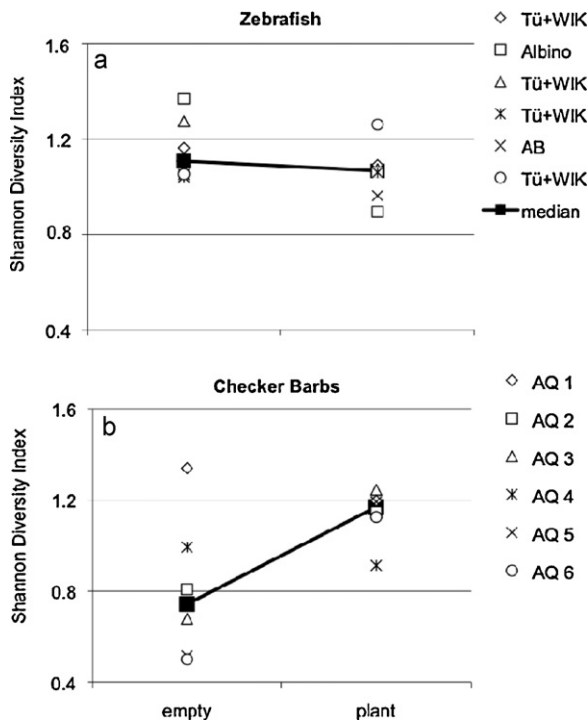 Zebrafish
a
Shannon Diversity Index
1.6
1.2
0.8
0.4
Tü+WIK
Albino
Tü+WIK
Tü+WIK
AB
Tü+WIK
median
Checker Barbs
b
Shannon Diversity Index
1.6
1.2
0.8
0.4
empty
plant
AQ 1
AQ 2
AQ 3
AQ 4
AQ 5
AQ 6